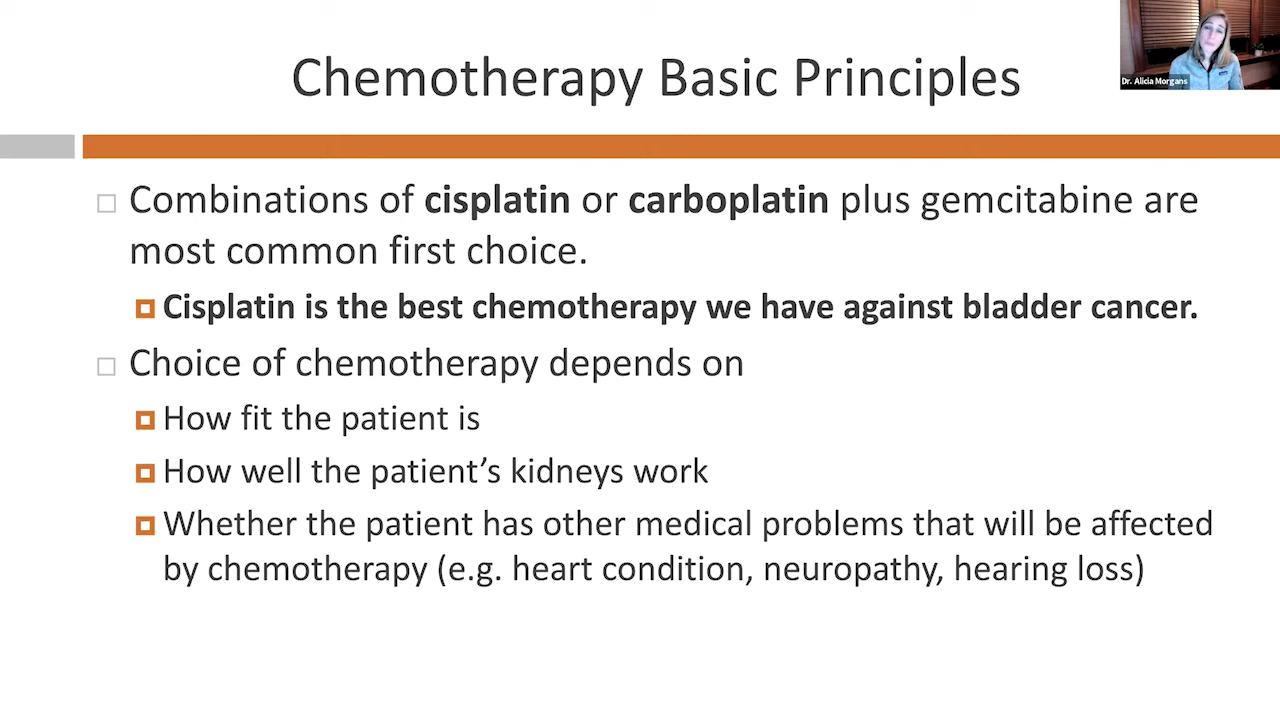 Chemotherapy Basic Principles
Dr. Alicia Morgans
Combinations of cisplatin or carboplatin plus gemcitabine are
most common first choice.
Cisplatin is the best chemotherapy we have against bladder cancer.
Choice of chemotherapy depends on
How fit the patient is
How well the patient’s kidneys work
Whether the patient has other medical problems that will be affected
by chemotherapy (e.g. heart condition, neuropathy, hearing loss)